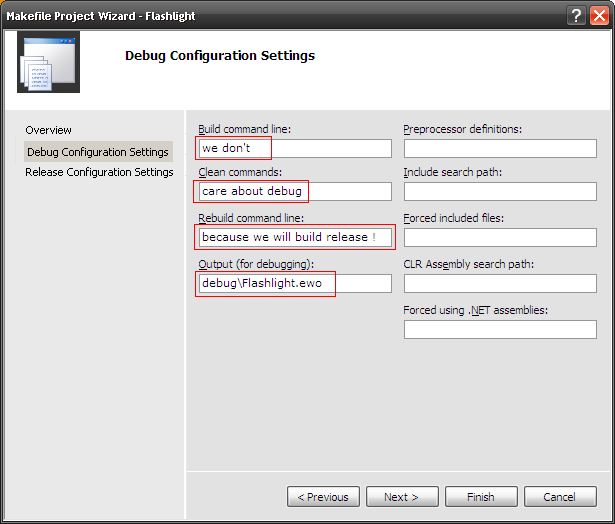 Makefile Project Wizard - Flashlight
Debug Configuration Settings
Overview
Debug Configuration Settings
Release Configuration Settings
Build command line:
we don't
Clean commands:
care about debug
Rebuild command line:
because we will build release !
Output (for debugging):
debug\Flashlight.ewo
Preprocessor definitions:
Include search path:
Forced included files:
CLR Assembly search path:
Forced using .NET assemblies:
< Previous
Next >
Finish
Cancel